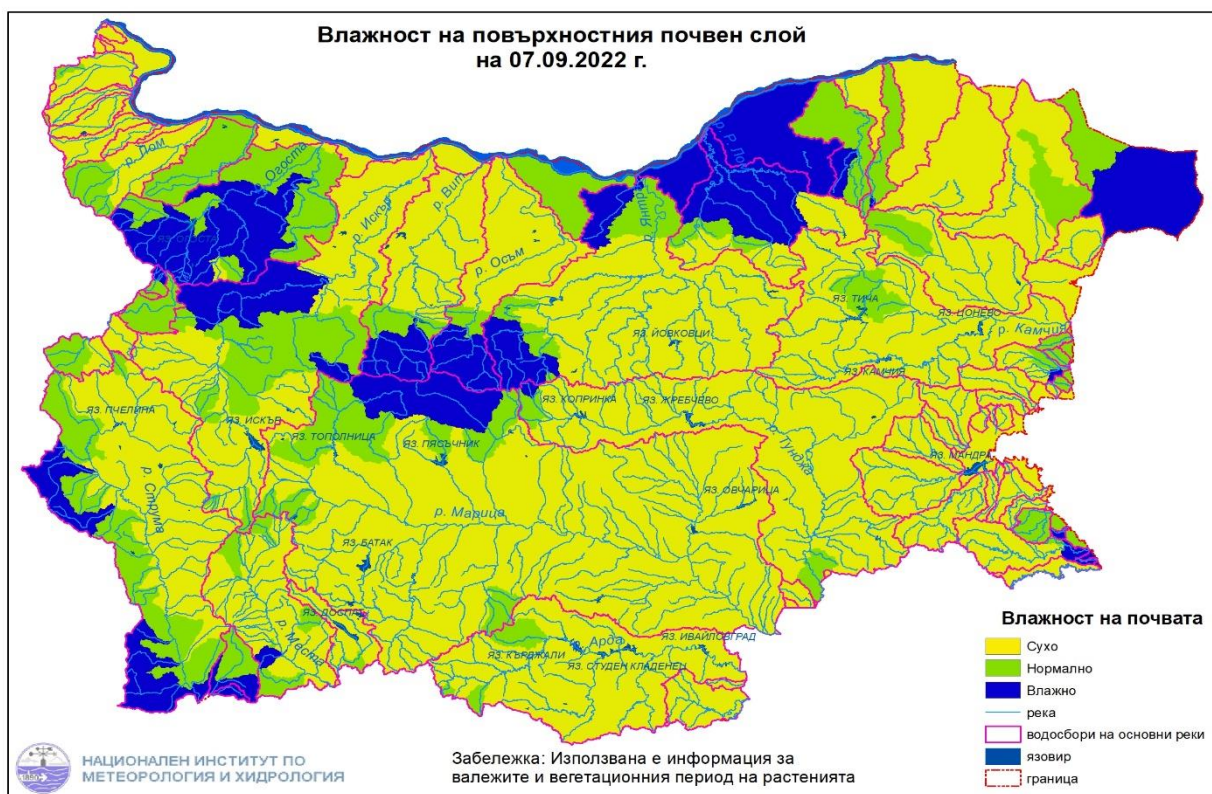 Влажност на повърхностния почвен слой
на 07.09.2022 г.
р. Лом
р. Огоста
р. Искър
р. Вит
р. Осъм
р. Янтра
р. Р. Лом
ЯЗ. ОГОСТА
ЯЗ. ТИЧА
ЯЗ. ЦОНЕВО
р. Камчия
ЯЗ. ЙОВКОВЦИ
ЯЗ. КАМЧИЯ
ЯЗ. ПЧЕЛИНА
ЯЗ. ИСКЪР
ЯЗ. ТОПОЛНИЦА
ЯЗ. ПЯСЪЧНИК
ЯЗ. КОПРИНКА
ЯЗ. ЖРЕБЧЕВО
р. Тунджа
ЯЗ. МАНДРА
р. Струма
р. Марица
ЯЗ. ОВЧАРИЦА
ЯЗ. БАТАК
ЯЗ. ДОСПАТ
р. Места
р. Арда
ЯЗ. ИВАЙЛОВГРАД
ЯЗ. КЪРДЖАЛИ
ЯЗ. СТУДЕН КЛАДЕНЕЦ
Влажност на почвата
Сухо
Нормално
Влажно
река
водосбори на основни реки
язовир
граница
НАЦИОНАЛЕН ИНСТИТУТ ПО
МЕТЕОРОЛОГИЯ И ХИДРОЛОГИЯ
Забележка: Използвана е информация за
валежите и вегетационния период на растенията